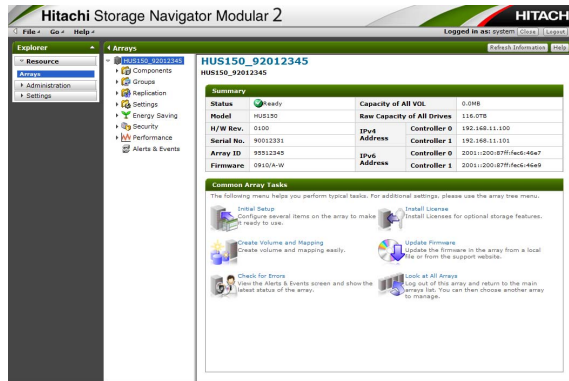 Hitachi Storage Navigator Modular 2
HITACHI
File Go Help
Logged in as: system Close Logout
Explorer
Arrays
Refresh Information Help
Resource
Arrays
Administration
Settings
HUS150_92012345
Components
Groups
Replication
Settings
Energy Saving
Security
Performance
Alerts & Events
HUS150_92012345
HUS150_92012345
Summary
Status Ready Capacity of All VOL 0.0MB
Model HUS150 Raw Capacity of All Drives 116.0TB
H/W Rev. 0100 IPv4 Address Controller 0 192.168.11.100
Serial No. 90012331 Controller 1 192.168.11.101
Array ID 95512345 IPv6 Address Controller 0 2001::200:87ff:fec6:46e7
Firmware 0910/A-W Controller 1 2001::200:87ff:fec6:46e9
Common Array Tasks
The following menu helps you perform typical tasks. For additional settings, please use the array tree menu.
Initial Setup
Configure several items on the array to make
it ready to use.
Install License
Install Licenses for optional storage features.
Create Volume and Mapping
Create volume and mapping easily.
Update Firmware
Update the firmware in the array from a local
file or from the support website.
Check for Errors
View the Alerts & Events screen and show the
latest status of the array.
Look at All Arrays
Log out of this array and return to the main
arrays list. You can then choose another array
to manage.